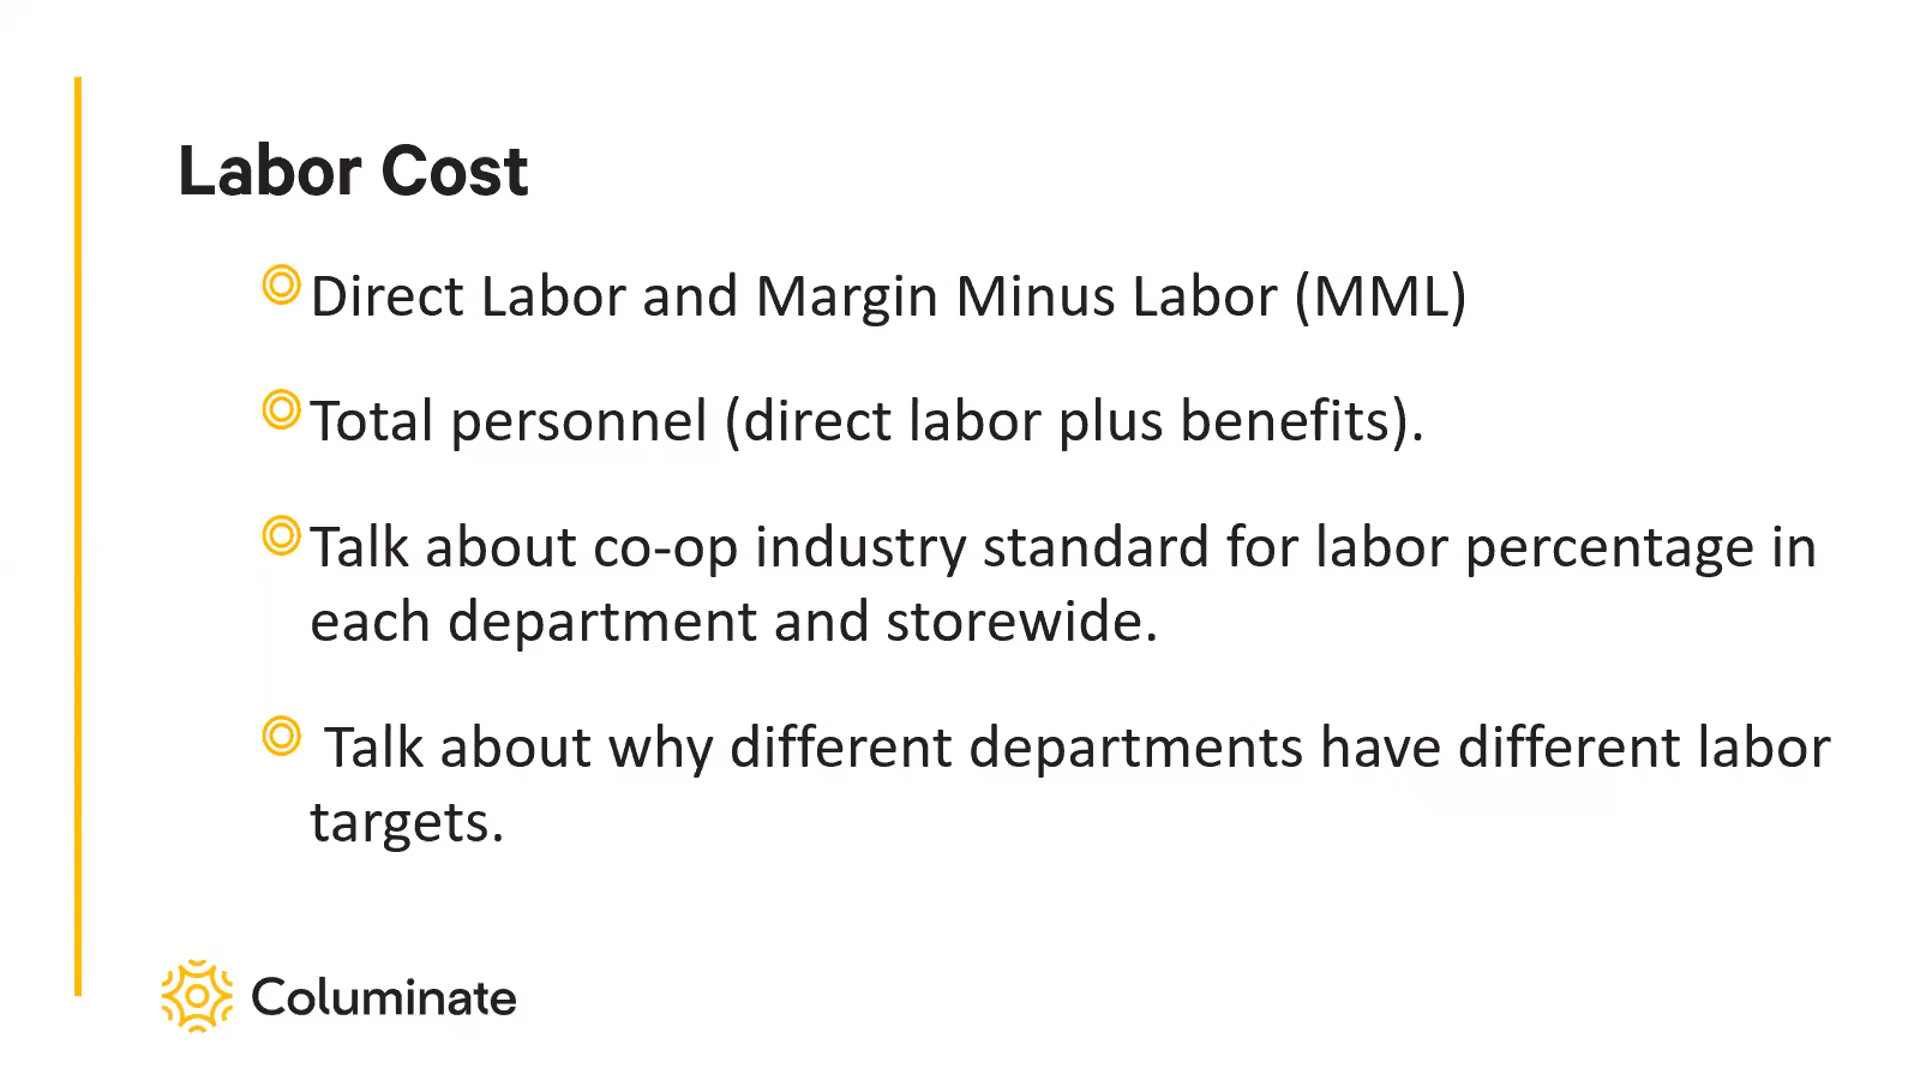 Labor Cost
Direct Labor and Margin Minus Labor (MML)
Total personnel (direct labor plus benefits).
Talk about co-op industry standard for labor percentage in
each department and storewide.
Talk about why different departments have different labor
targets.
Columinate